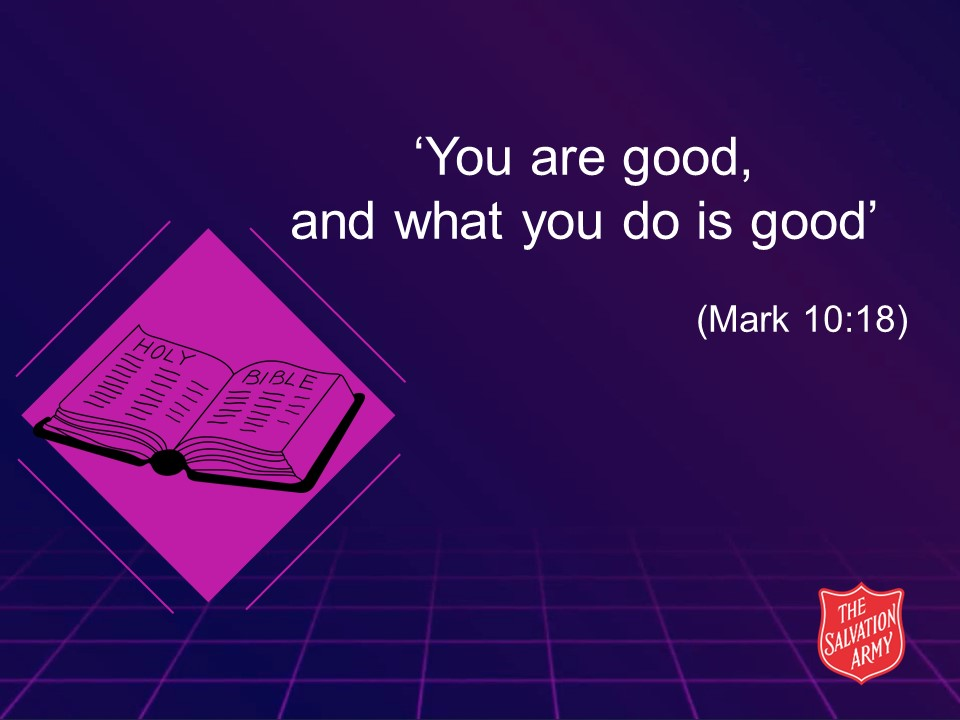 ‘You are good,
and what you do is good’
(Mark 10:18)
HOLY
BIBLE
THE
SALVATION
ARMY